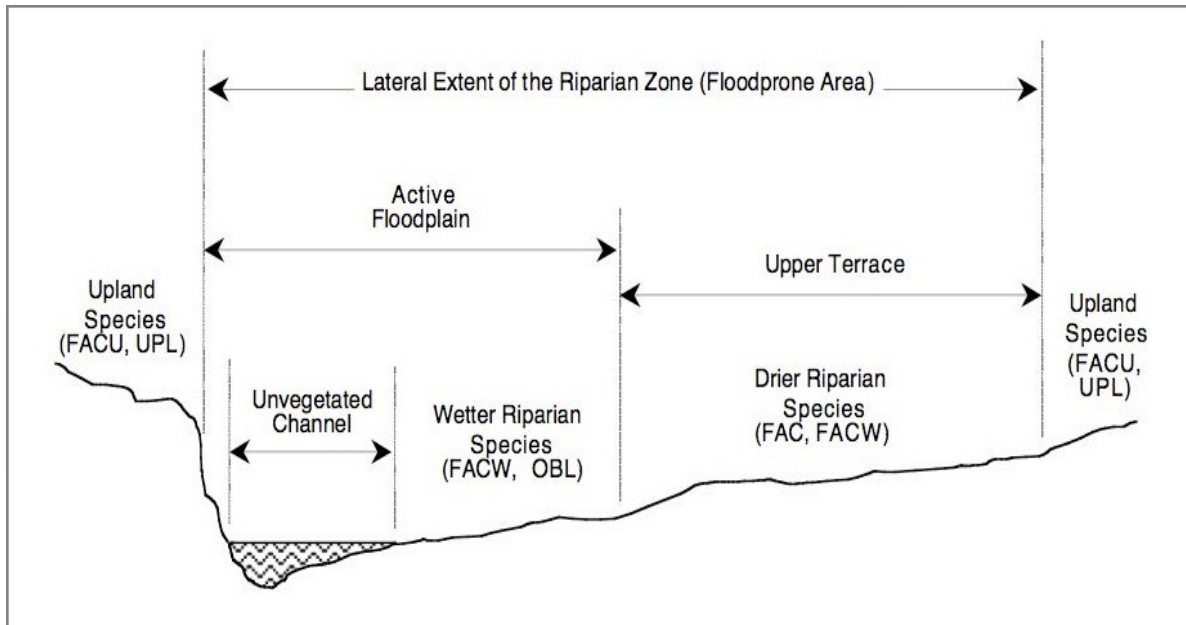 Lateral Extent of the Riparian Zone (Floodprone Area)
Active
Floodplain
Upper Terrace
Upland
Species
(FACU, UPL)
Unvegetated
Channel
Wetter Riparian
Species
(FACW, OBL)
Drier Riparian
Species
(FAC, FACW)
Upland
Species
(FACU,
UPL)